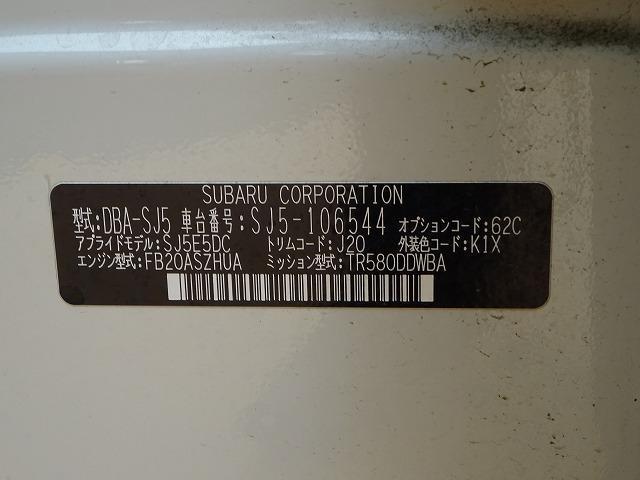 SUBARU CORPORATION
型式:DBA-SJ5 車台番号:SJ5-106544 オプションコード:62C
アプライドモデル:SJ5E5DC トリムコード:J20 外装色コード:K1X
エンジン型式:FB20ASZHUA ミッション型式:TR580DDWBA